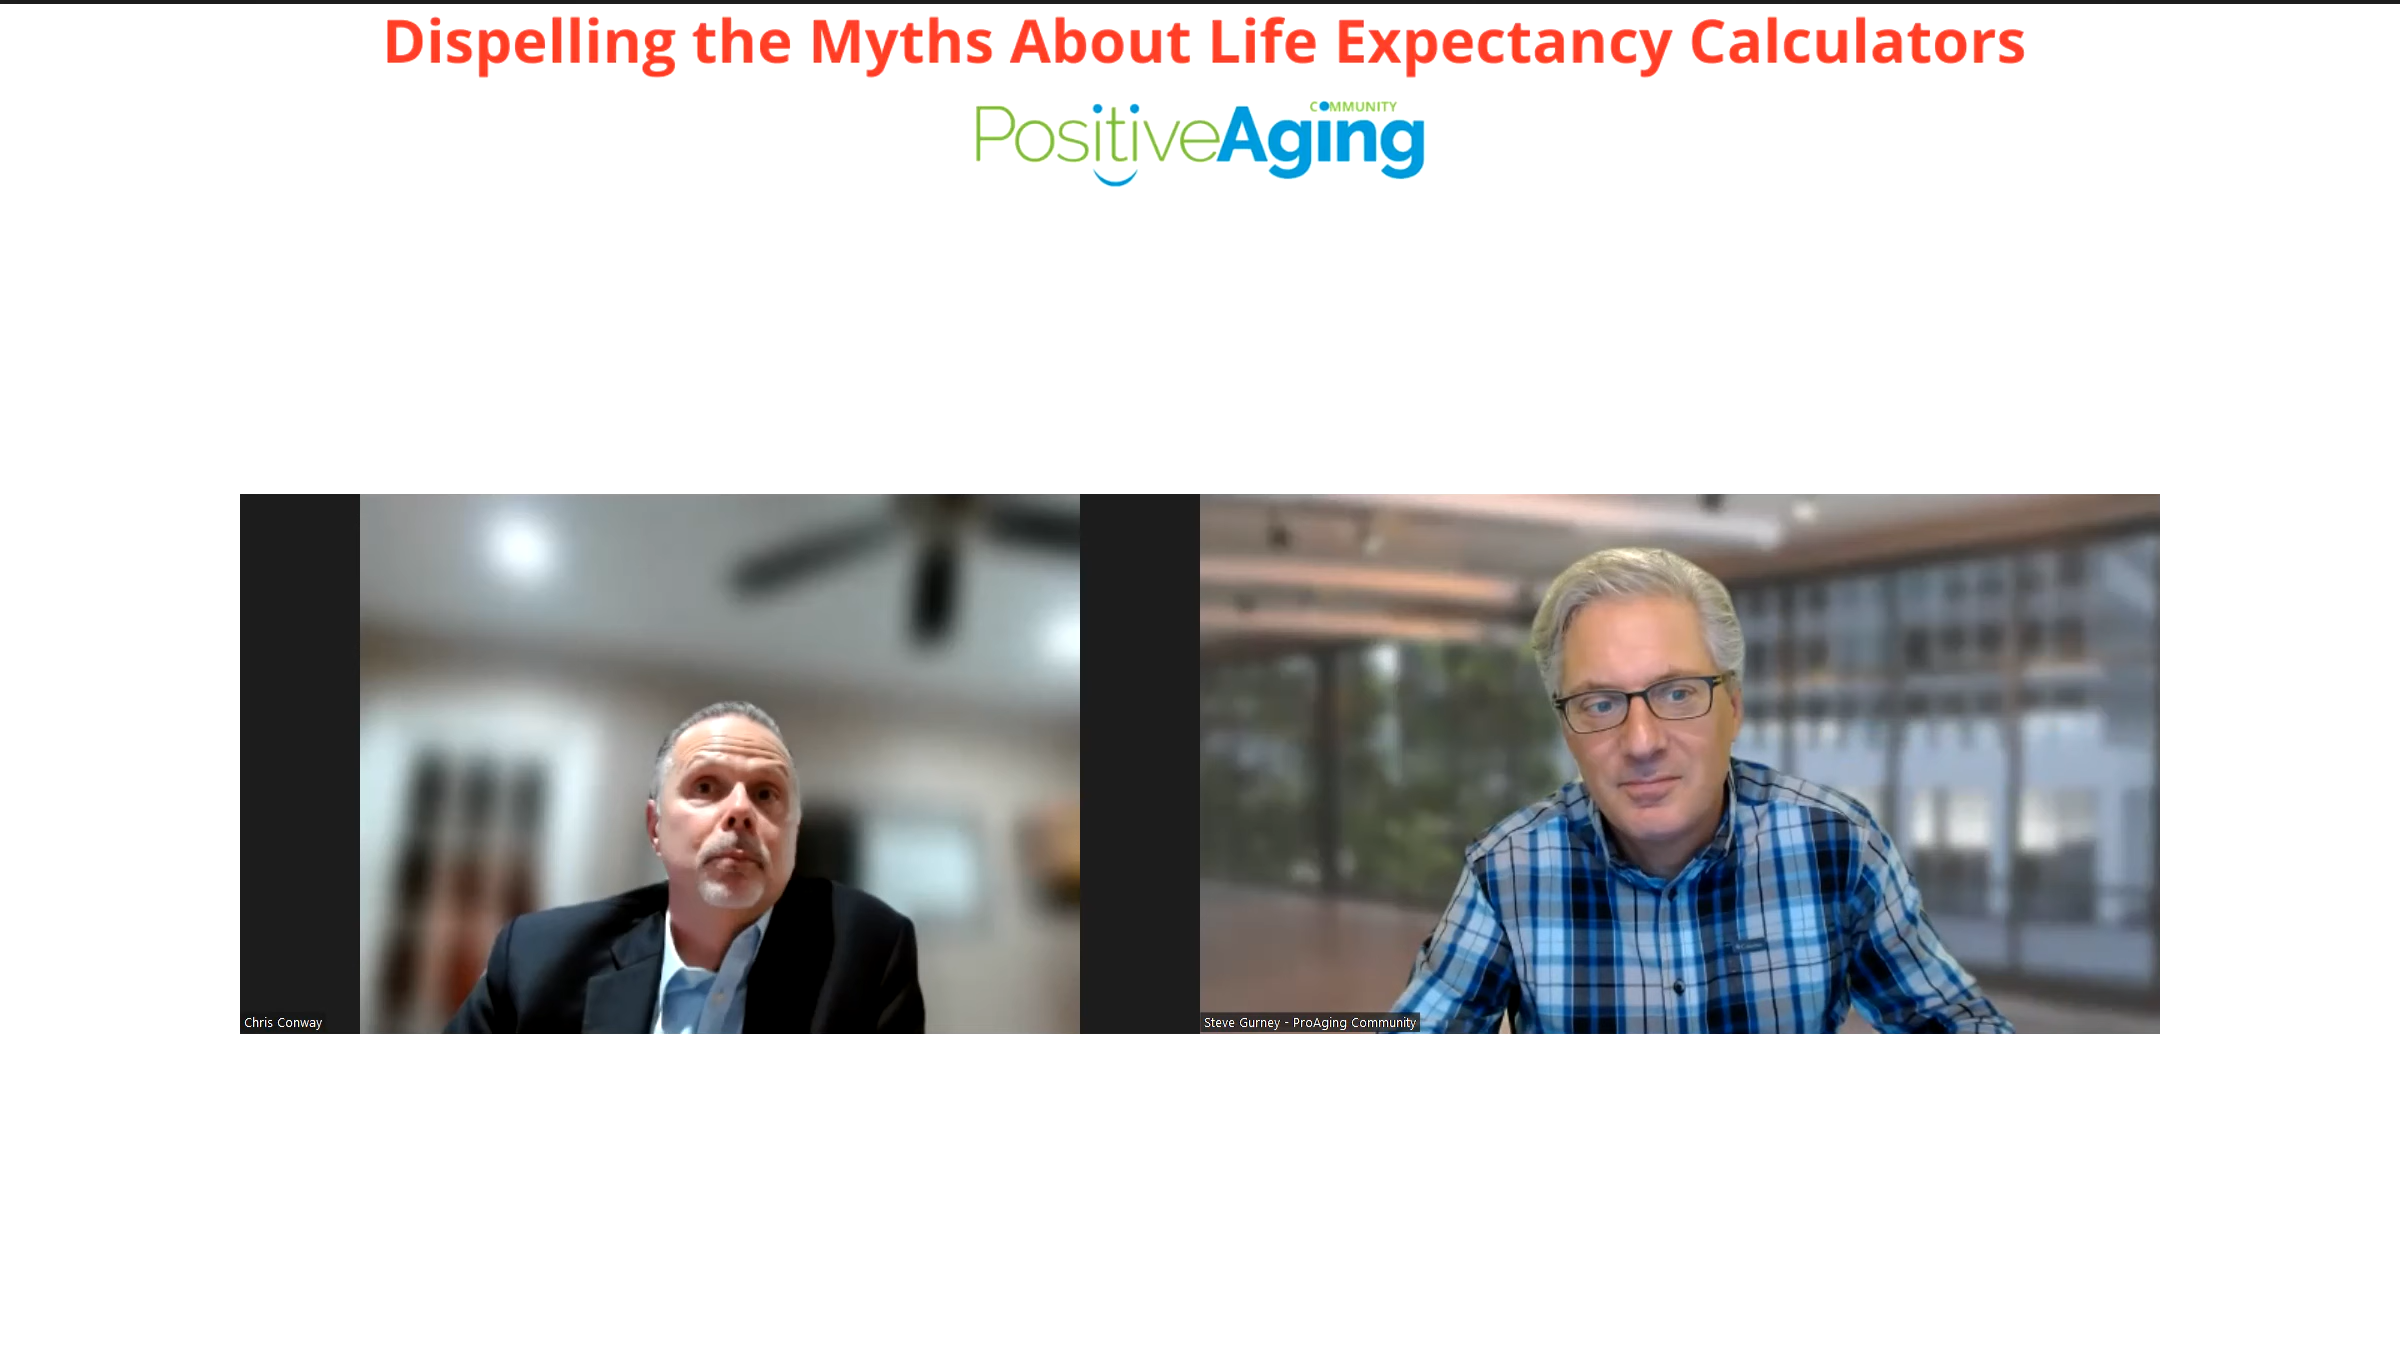 Dispelling the Myths About Life Expectancy Calculators
COMMUNITY
PositiveAging
Chris Conway
Steve Gurney - ProAging Community